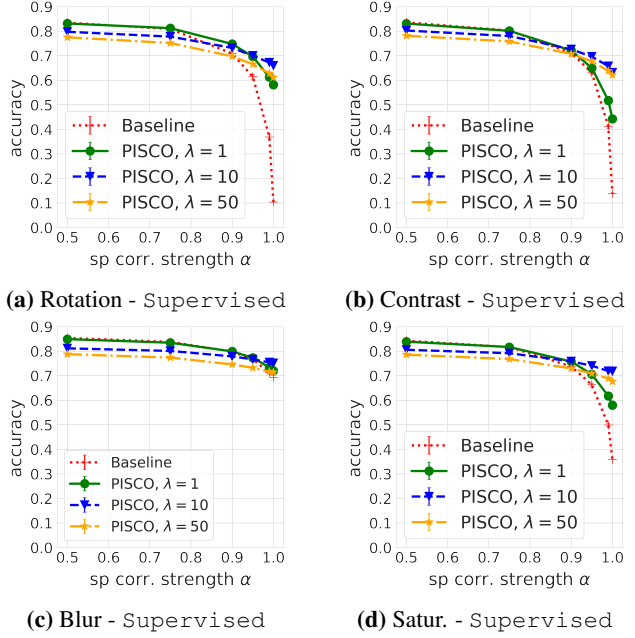 0.9
0.8
0.7
0.6
0.5
0.4
0.3
0.2
0.1
0.0
accuracy
Baseline
PISCO, λ = 1
PISCO, λ = 10
PISCO, λ = 50
0.5 0.6 0.7 0.8 0.9 1.0
sp corr. strength α
(a) Rotation - Supervised
0.9
0.8
0.7
0.6
0.5
0.4
0.3
0.2
0.1
0.0
accuracy
Baseline
PISCO, λ = 1
PISCO, λ = 10
PISCO, λ = 50
0.5 0.6 0.7 0.8 0.9 1.0
sp corr. strength α
(b) Contrast - Supervised
0.9
0.8
0.7
0.6
0.5
0.4
0.3
0.2
0.1
0.0
accuracy
Baseline
PISCO, λ = 1
PISCO, λ = 10
PISCO, λ = 50
0.5 0.6 0.7 0.8 0.9 1.0
sp corr. strength α
(c) Blur - Supervised
0.9
0.8
0.7
0.6
0.5
0.4
0.3
0.2
0.1
0.0
accuracy
Baseline
PISCO, λ = 1
PISCO, λ = 10
PISCO, λ = 50
0.5 0.6 0.7 0.8 0.9 1.0
sp corr. strength α
(d) Satur. - Supervised